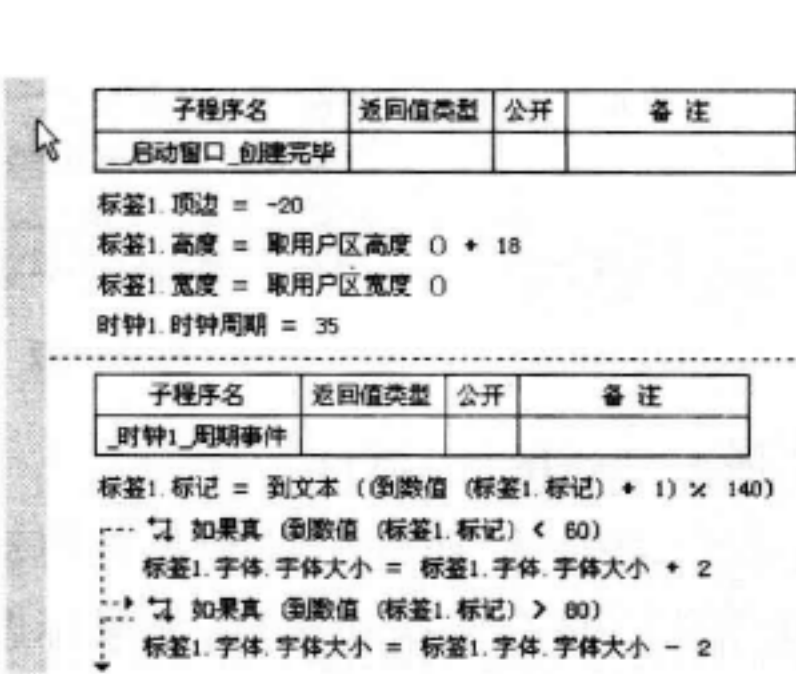 子程序名 返回值类型 公开 备 注
__启动窗口_创建完毕
标签1.顶边 = -20
标签1.高度 = 取用户区高度 () + 18
标签1.宽度 = 取用户区宽度 ()
时钟1.时钟周期 = 35
子程序名 返回值类型 公开 备 注
_时钟1_周期事件
标签1.标记 = 到文本 ((到数值 (标签1.标记) + 1) % 140)
如果真 (到数值 (标签1.标记) < 60)
标签1.字体.字体大小 = 标签1.字体.字体大小 + 2
如果真 (到数值 (标签1.标记) > 80)
标签1.字体.字体大小 = 标签1.字体.字体大小 - 2